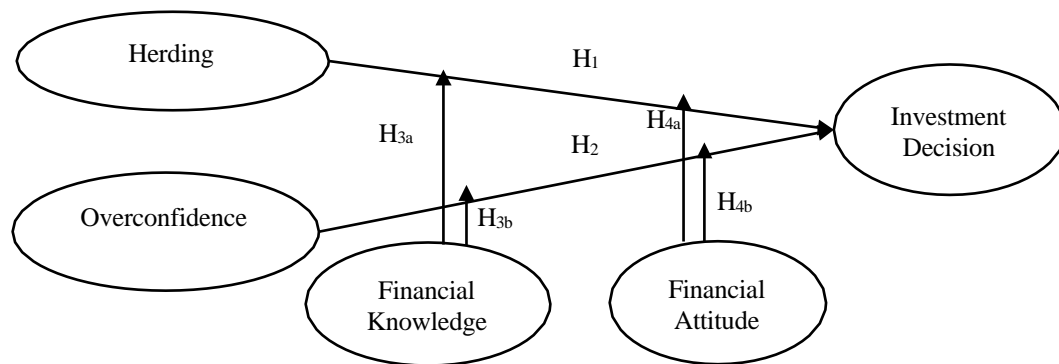 Herding
H1
Investment
Decision
H3a
H4a
H2
Overconfidence
H3b
H4b
Financial
Knowledge
Financial
Attitude